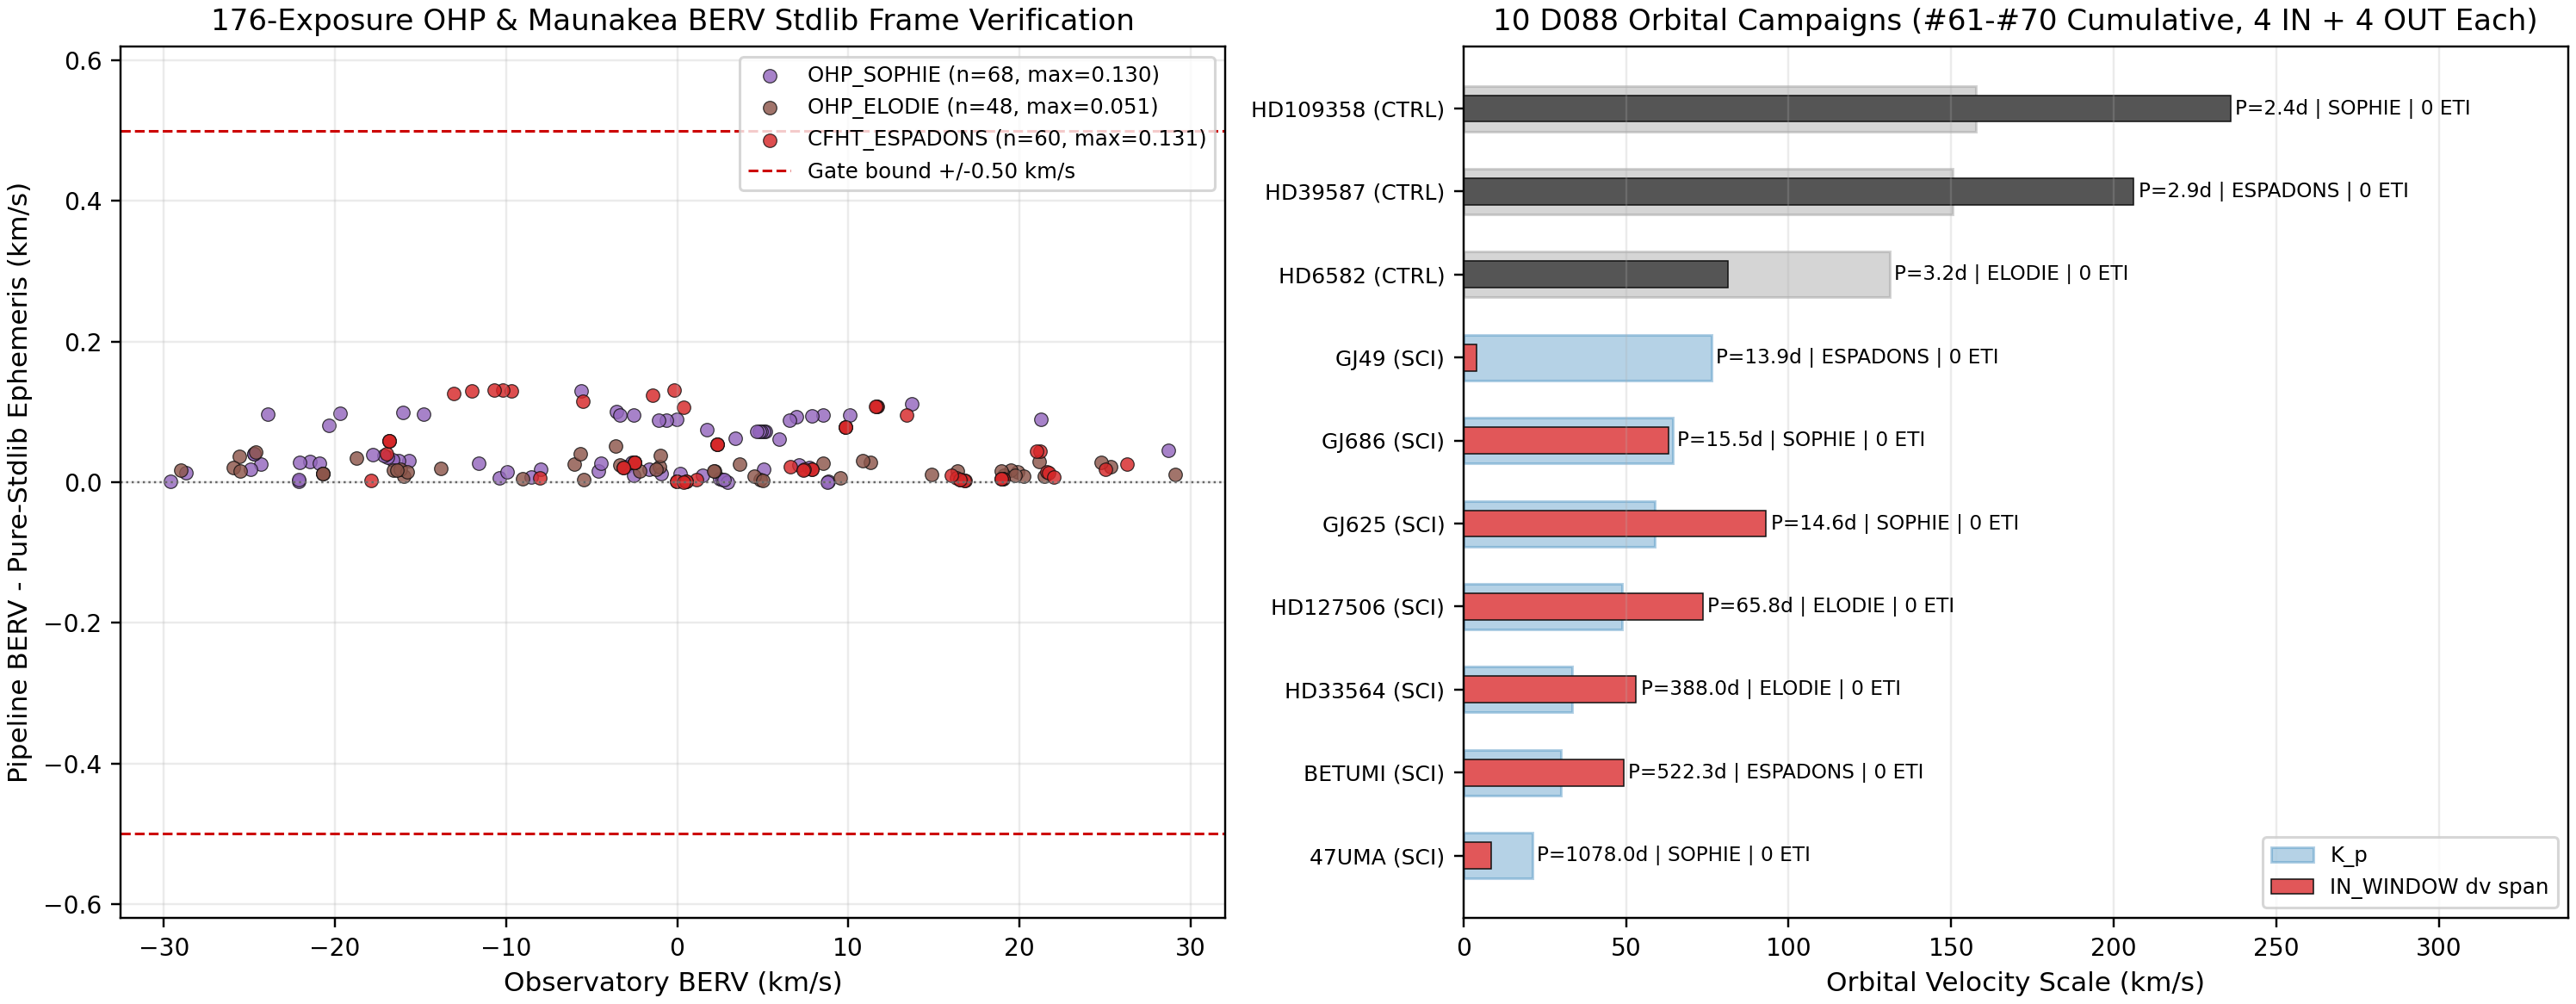 176-Exposure OHP & Maunakea BERV Stdlib Frame Verification
Pipeline BERV - Pure-Stdlib Ephemeris (km/s)
0.6
0.4
0.2
0.0
−0.2
−0.4
−0.6
OHP_SOPHIE (n=68, max=0.130)
OHP_ELODIE (n=48, max=0.051)
CFHT_ESPADONS (n=60, max=0.131)
Gate bound +/-0.50 km/s
−30
−20
−10
0
10
20
30
Observatory BERV (km/s)
10 D088 Orbital Campaigns (#61-#70 Cumulative, 4 IN + 4 OUT Each)
HD109358 (CTRL)
P=2.4d | SOPHIE | 0 ETI
HD39587 (CTRL)
P=2.9d | ESPADONS | 0 ETI
HD6582 (CTRL)
P=3.2d | ELODIE | 0 ETI
GJ49 (SCI)
P=13.9d | ESPADONS | 0 ETI
GJ686 (SCI)
P=15.5d | SOPHIE | 0 ETI
GJ625 (SCI)
P=14.6d | SOPHIE | 0 ETI
HD127506 (SCI)
P=65.8d | ELODIE | 0 ETI
HD33564 (SCI)
P=388.0d | ELODIE | 0 ETI
BETUMI (SCI)
P=522.3d | ESPADONS | 0 ETI
47UMA (SCI)
P=1078.0d | SOPHIE | 0 ETI
K_p
IN_WINDOW dv span
0
50
100
150
200
250
300
Orbital Velocity Scale (km/s)